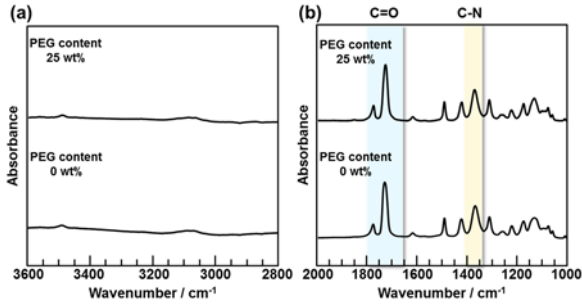 (a)
PEG content
25 wt%
PEG content
0 wt%
Absorbance
3600 3400 3200 3000 2800
Wavenumber / cm⁻¹
(b)
C=O C-N
PEG content
25 wt%
PEG content
0 wt%
Absorbance
2000 1800 1600 1400 1200 1000
Wavenumber / cm⁻¹